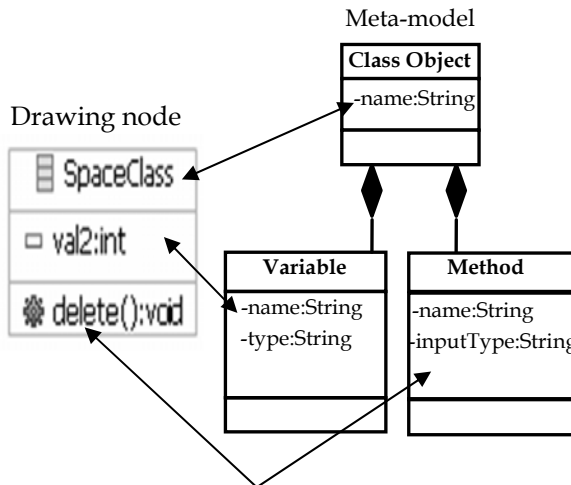 Meta-model
Class Object
-name:String
Drawing node
SpaceClass
val2:int
delete():void
Variable
-name:String
-type:String
Method
-name:String
-inputType:String